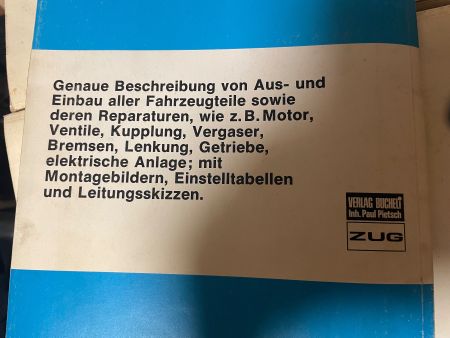 Genaue Beschreibung von Aus- und
Einbau aller Fahrzeugteile sowie
deren Reparaturen, wie z. B. Motor,
Ventile, Kupplung, Vergaser,
Bremsen, Lenkung, Getriebe,
elektrische Anlage; mit
Montagebildern, Einstelltabellen
und Leitungsskizzen.
VERLAG BUCHELI
Inh. Paul Pietsch
ZUG